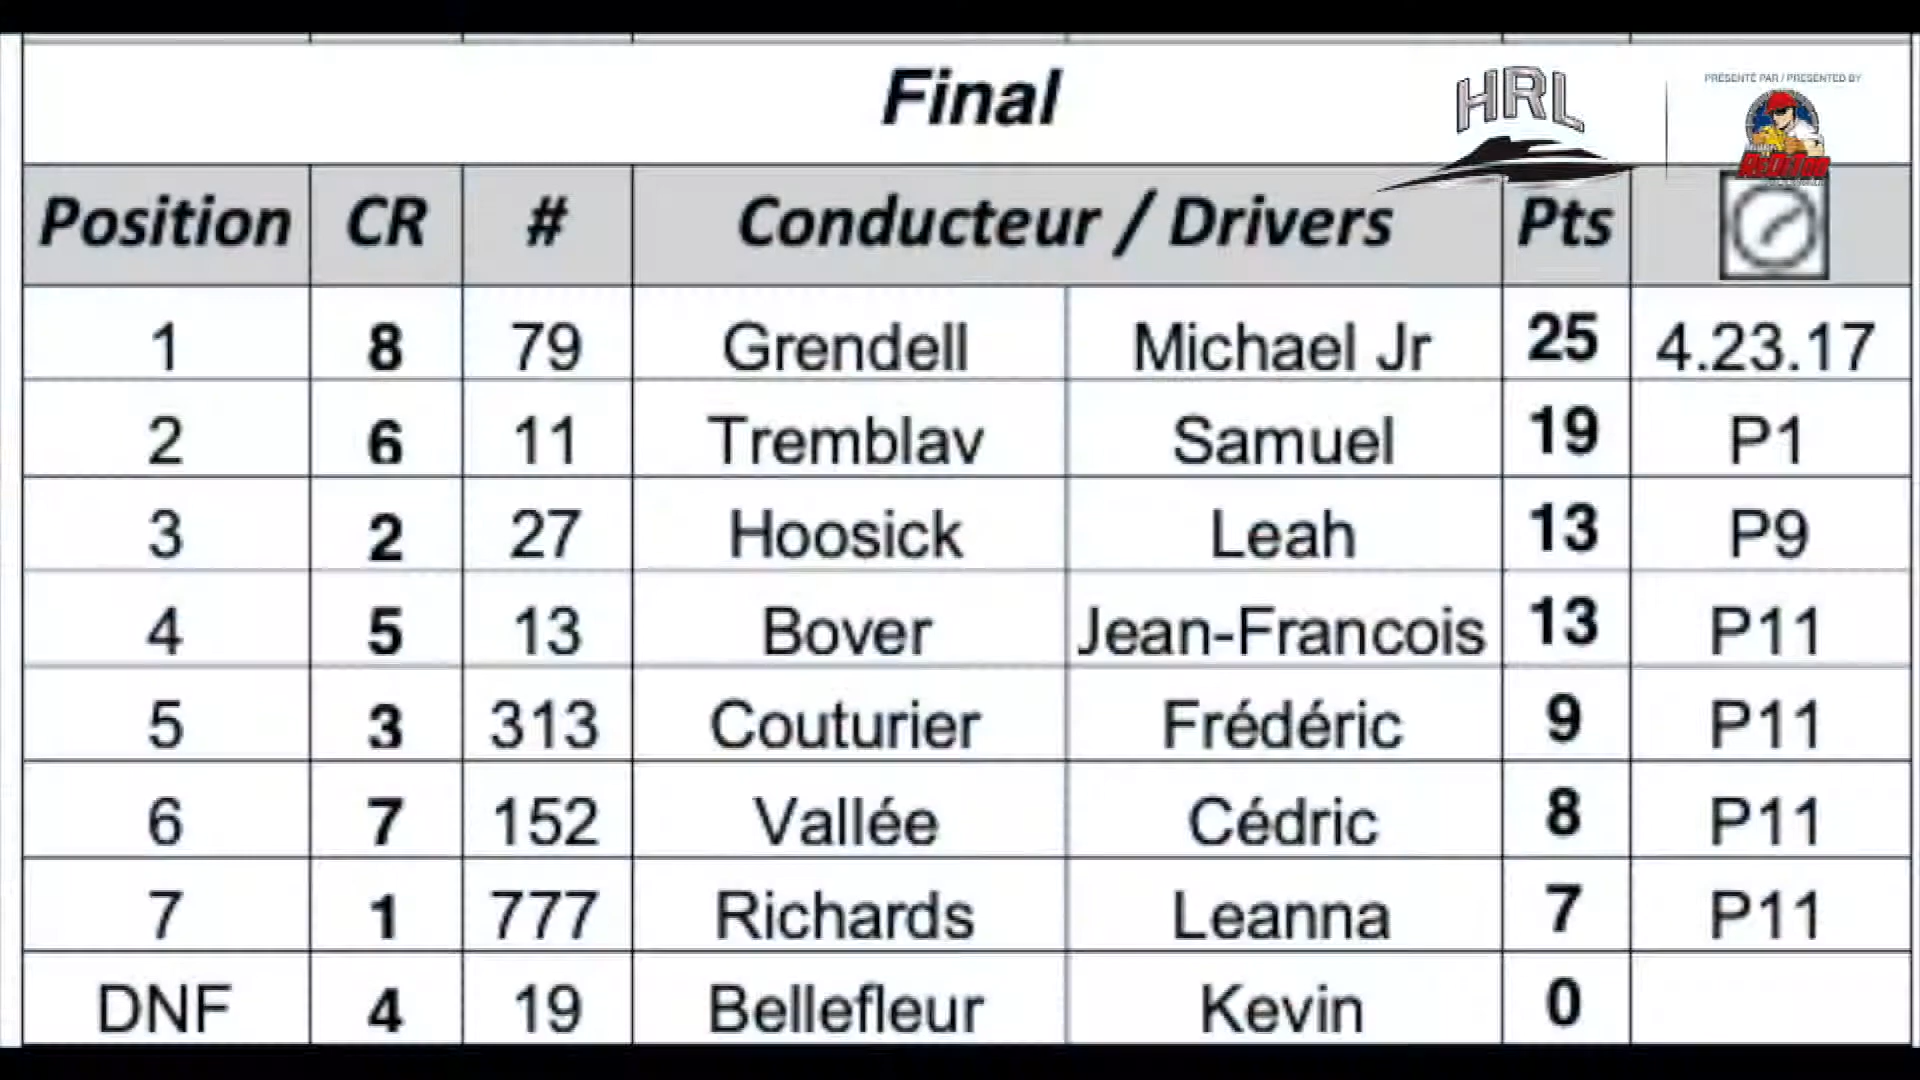 Final
HRL
PRÉSENTÉ PAR / PRESENTED BY
Position CR # Conducteur / Drivers Pts
1 8 79 Grendell Michael Jr 25 4.23.17
2 6 11 Tremblav Samuel 19 P1
3 2 27 Hoosick Leah 13 P9
4 5 13 Bover Jean-Francois 13 P11
5 3 313 Couturier Frédéric 9 P11
6 7 152 Vallée Cédric 8 P11
7 1 777 Richards Leanna 7 P11
DNF 4 19 Bellefleur Kevin 0